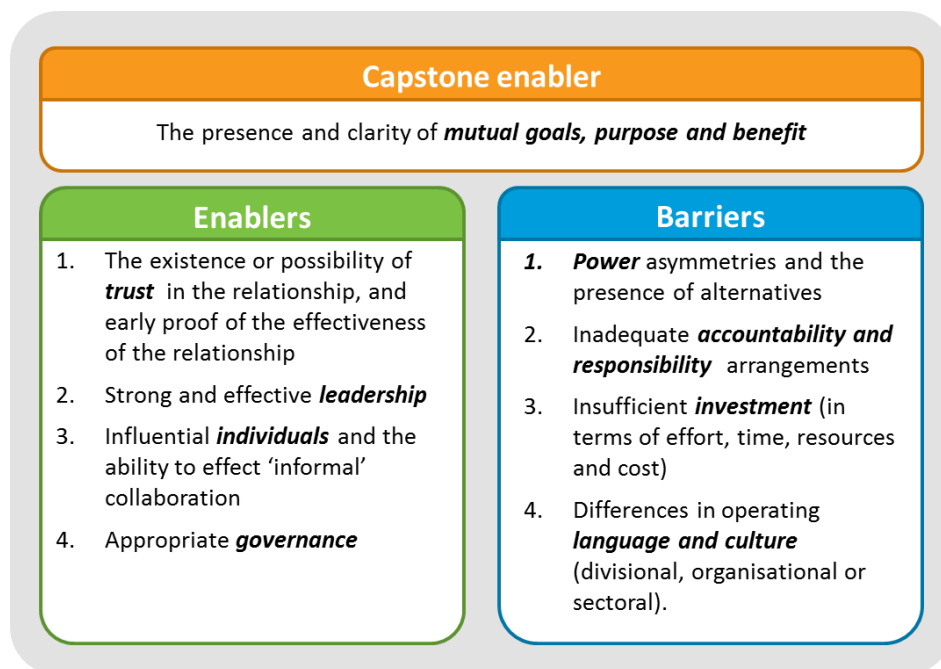 Capstone enabler
The presence and clarity of mutual goals, purpose and benefit
Enablers
1. The existence or possibility of
trust in the relationship, and
early proof of the effectiveness
of the relationship
2. Strong and effective leadership
3. Influential individuals and the
ability to effect ‘informal’
collaboration
4. Appropriate governance
Barriers
1. Power asymmetries and the
presence of alternatives
2. Inadequate accountability and
responsibility arrangements
3. Insufficient investment (in
terms of effort, time, resources
and cost)
4. Differences in operating
language and culture
(divisional, organisational or
sectoral).